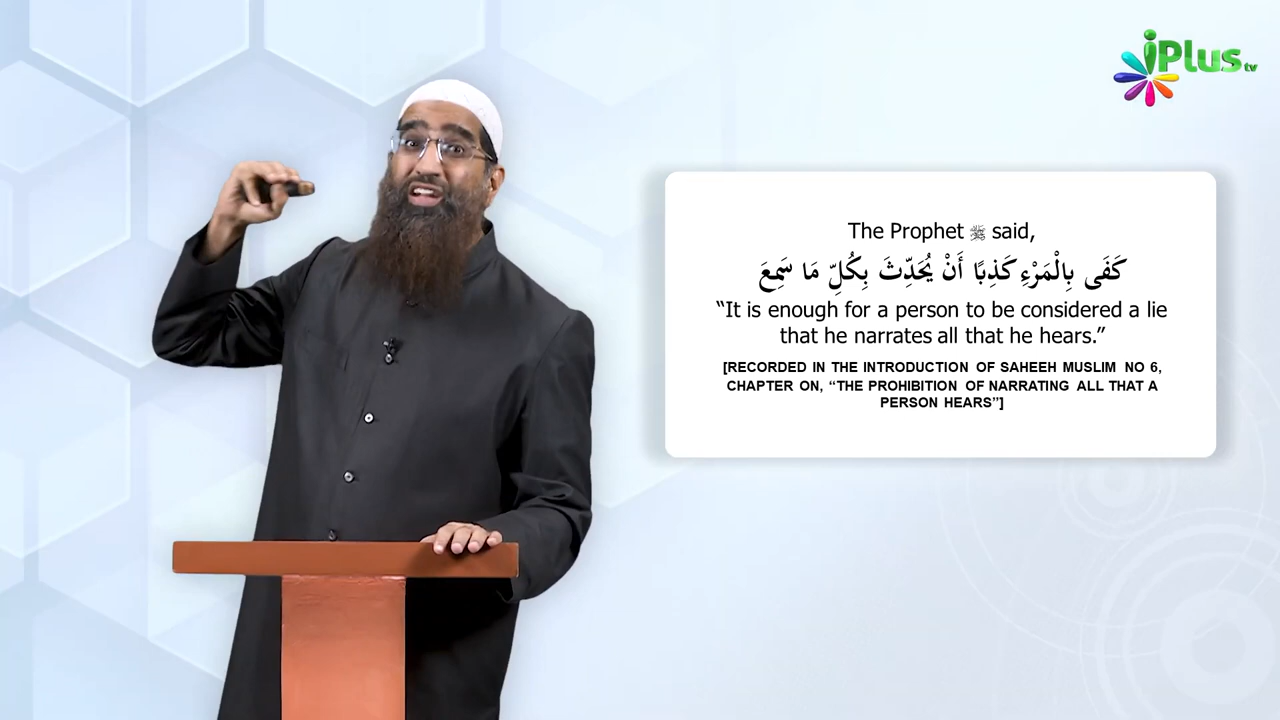 iPlus tv
The Prophet ﷺ said,
كَفَى بِالْمَرْءِ كَذِبًا أَنْ يُحَدِّثَ بِكُلِّ مَا سَمِعَ
“It is enough for a person to be considered a lie
that he narrates all that he hears.”
[RECORDED IN THE INTRODUCTION OF SAHEEH MUSLIM NO 6,
CHAPTER ON, “THE PROHIBITION OF NARRATING ALL THAT A
PERSON HEARS”]